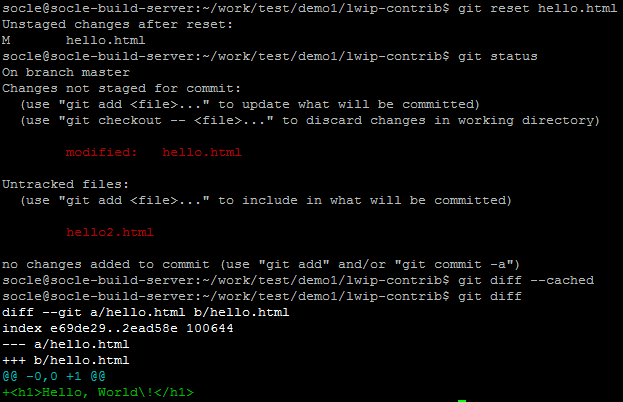 socle@socle-build-server:~/work/test/demo1/lwip-contrib$ git reset hello.html
Unstaged changes after reset:
M       hello.html
socle@socle-build-server:~/work/test/demo1/lwip-contrib$ git status
On branch master
Changes not staged for commit:
  (use "git add <file>..." to update what will be committed)
  (use "git checkout -- <file>..." to discard changes in working directory)
        modified:   hello.html
Untracked files:
  (use "git add <file>..." to include in what will be committed)
        hello2.html
no changes added to commit (use "git add" and/or "git commit -a")
socle@socle-build-server:~/work/test/demo1/lwip-contrib$ git diff --cached
socle@socle-build-server:~/work/test/demo1/lwip-contrib$ git diff
diff --git a/hello.html b/hello.html
index e69de29..2ead58e 100644
--- a/hello.html
+++ b/hello.html
@@ -0,0 +1 @@
+<h1>Hello, World\!</h1>